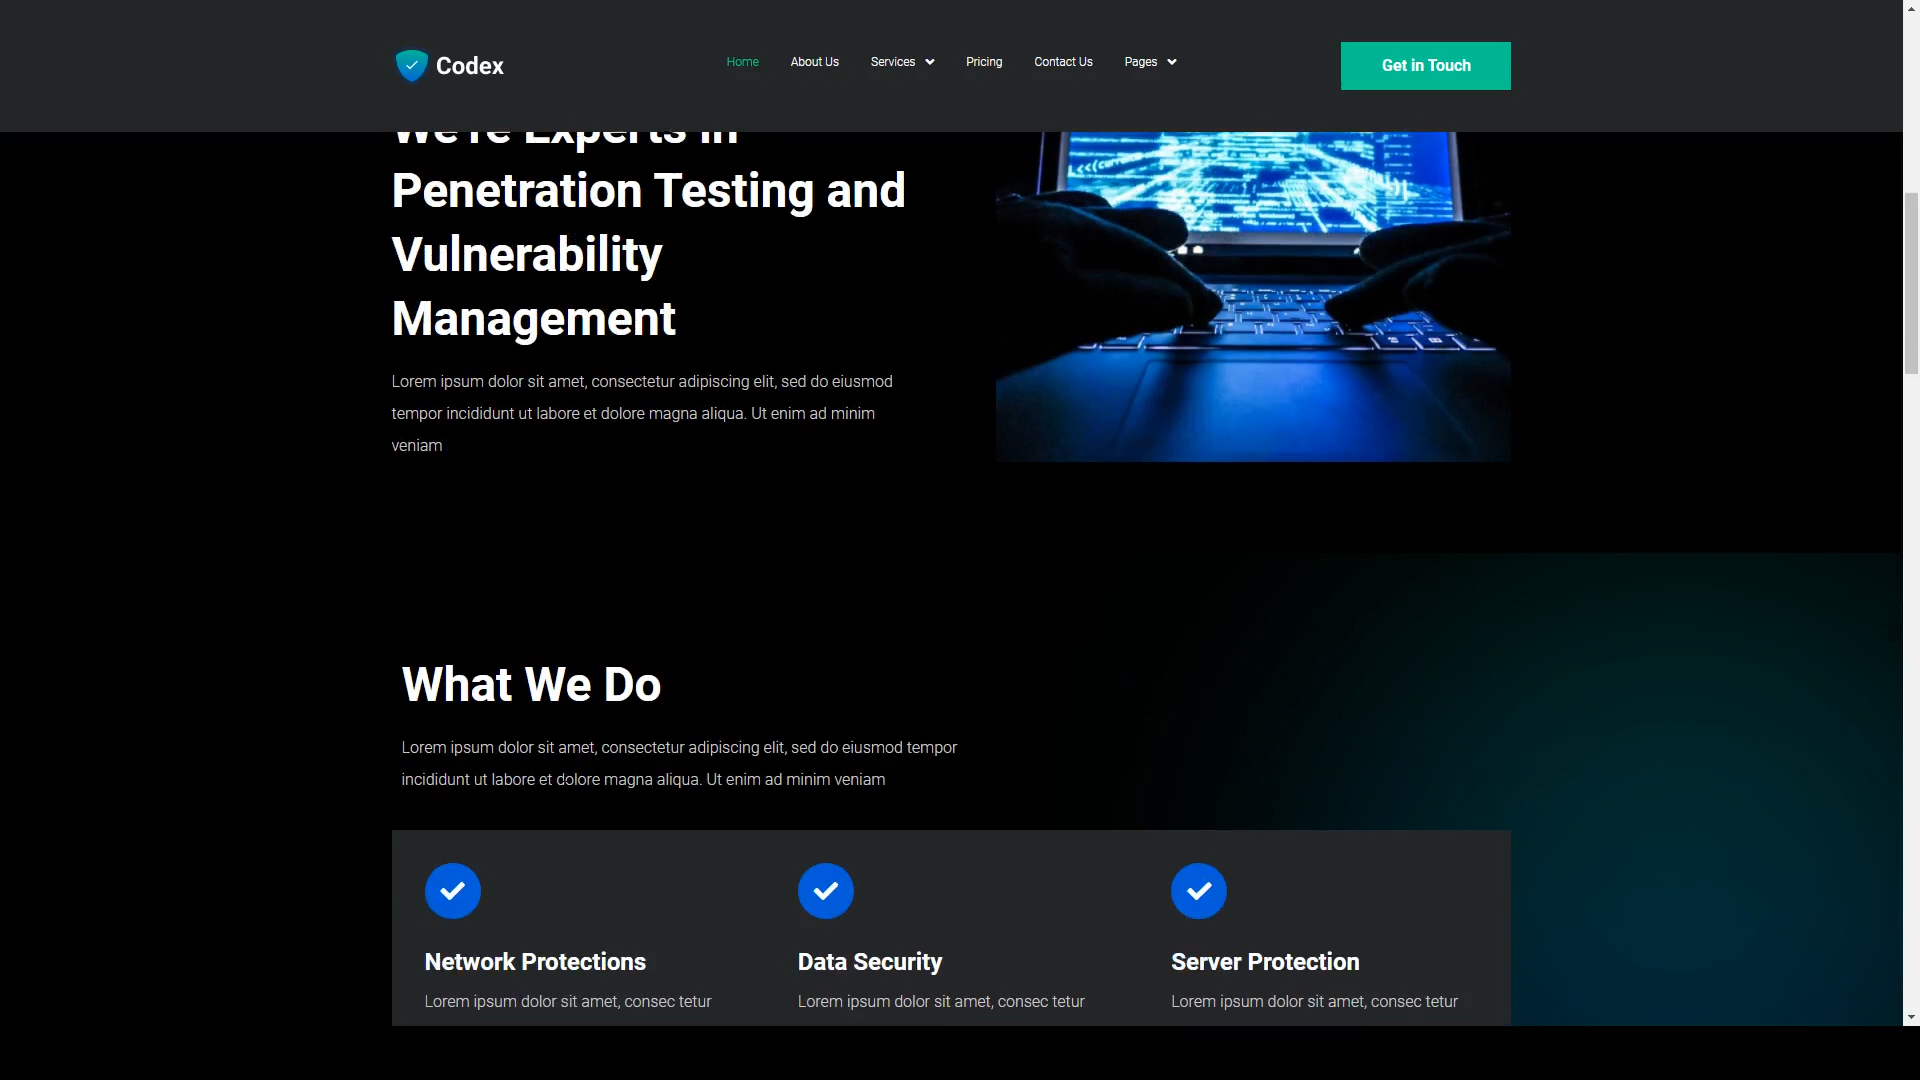 Codex
Home
About Us
Services
Pricing
Contact Us
Pages
Get in Touch
We're Experts in
Penetration Testing and
Vulnerability
Management
Lorem ipsum dolor sit amet, consectetur adipiscing elit, sed do eiusmod
tempor incididunt ut labore et dolore magna aliqua. Ut enim ad minim
veniam
What We Do
Lorem ipsum dolor sit amet, consectetur adipiscing elit, sed do eiusmod tempor
incididunt ut labore et dolore magna aliqua. Ut enim ad minim veniam
Network Protections
Lorem ipsum dolor sit amet, consec tetur
Data Security
Lorem ipsum dolor sit amet, consec tetur
Server Protection
Lorem ipsum dolor sit amet, consec tetur